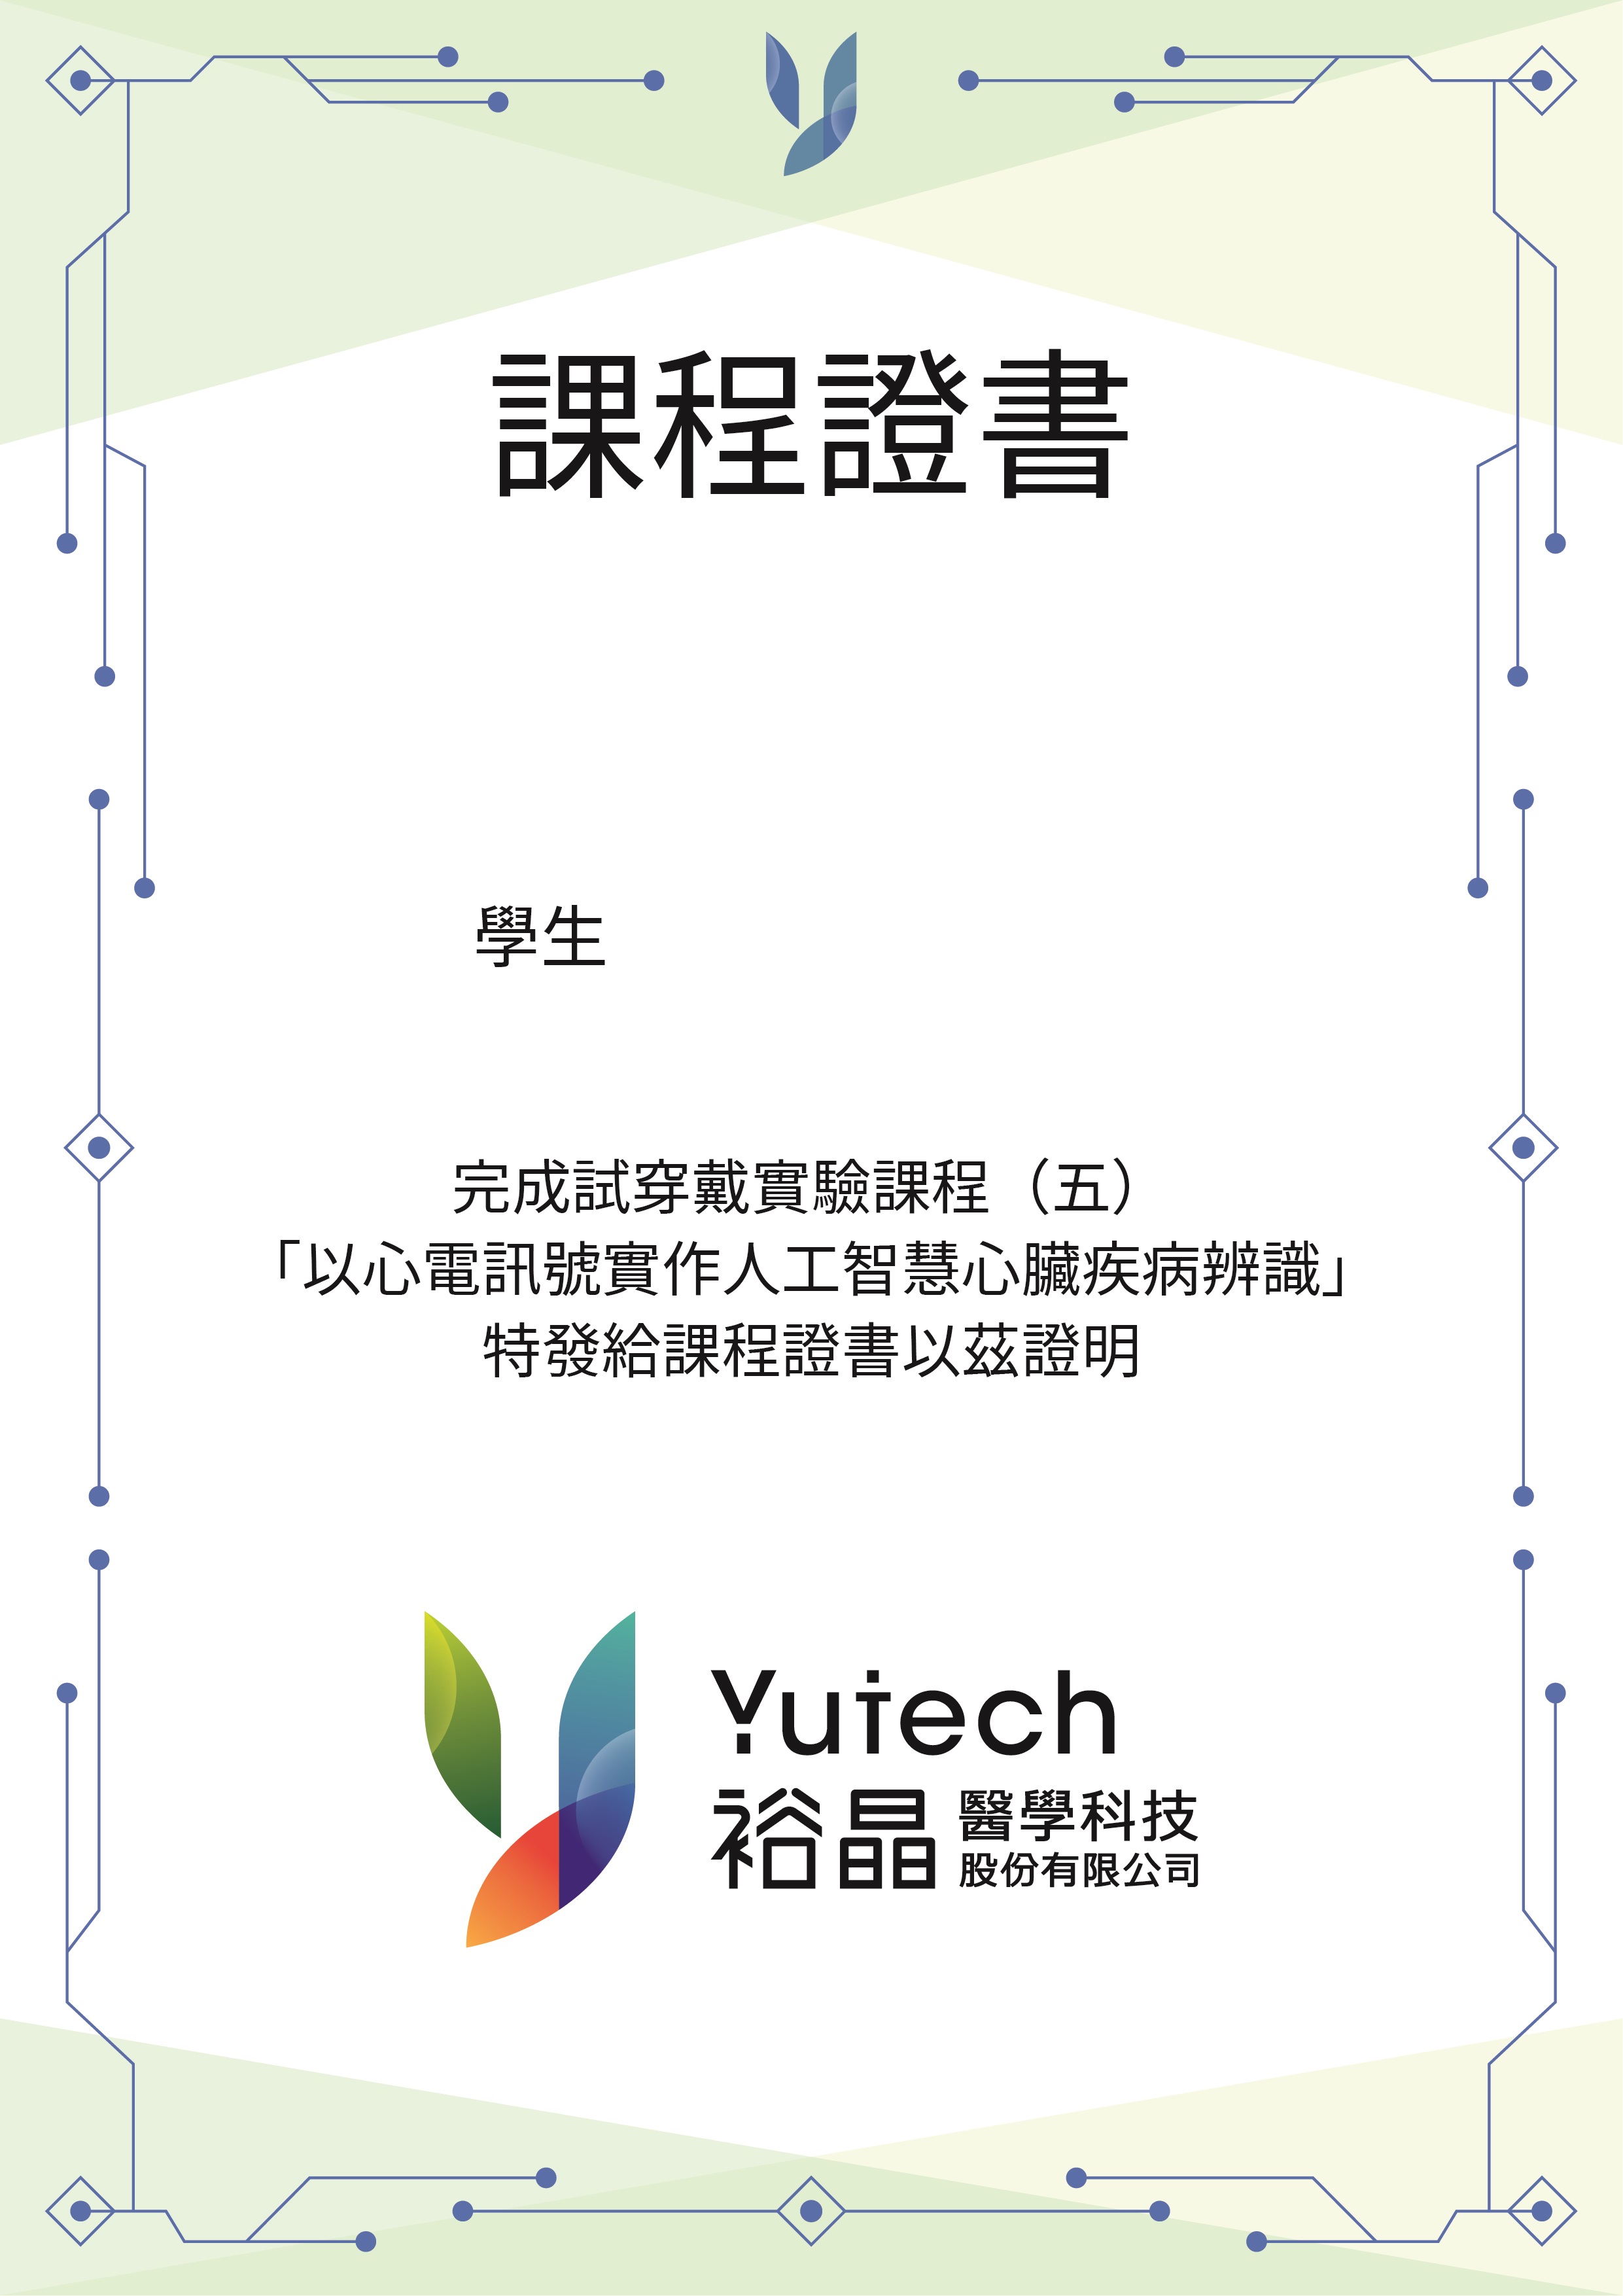 課程證書
學生
完成試穿戴實驗課程（五）
「以心電訊號實作人工智慧心臟疾病辨識」
特發給課程證書以茲證明
Yutech
裕晶 醫學科技
股份有限公司